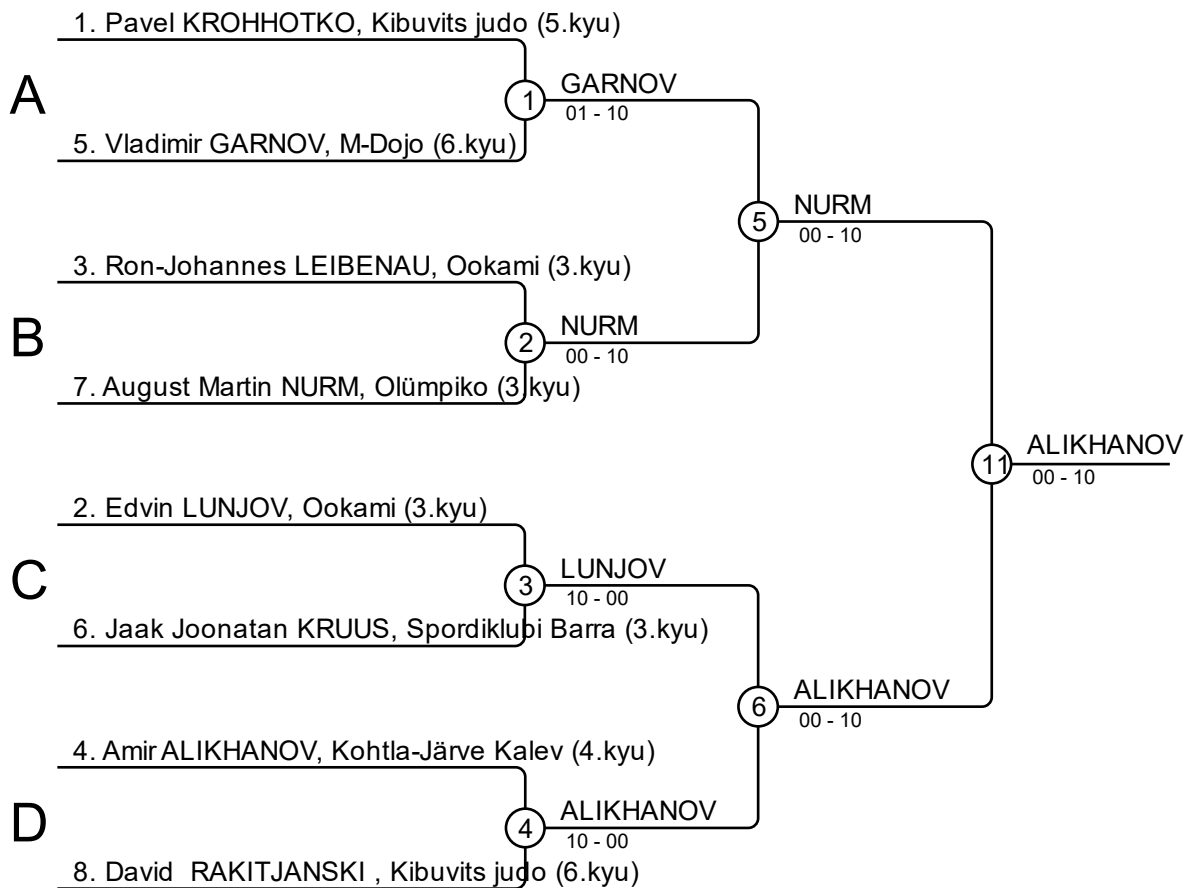 1. Pavel KROHHOTKO, Kibuvits judo (5.kyu)
A
1
GARNOV
01 - 10
5. Vladimir GARNOV, M-Dojo (6.kyu)
5
NURM
00 - 10
3. Ron-Johannes LEIBENAU, Ookami (3.kyu)
B
2
NURM
00 - 10
7. August Martin NURM, Olümpiko (3.kyu)
11
ALIKHANOV
00 - 10
2. Edvin LUNJOV, Ookami (3.kyu)
C
3
LUNJOV
10 - 00
6. Jaak Joonatan KRUUS, Spordiklubi Barra (3.kyu)
6
ALIKHANOV
00 - 10
4. Amir ALIKHANOV, Kohtla-Järve Kalev (4.kyu)
D
4
ALIKHANOV
10 - 00
8. David RAKITJANSKI , Kibuvits judo (6.kyu)